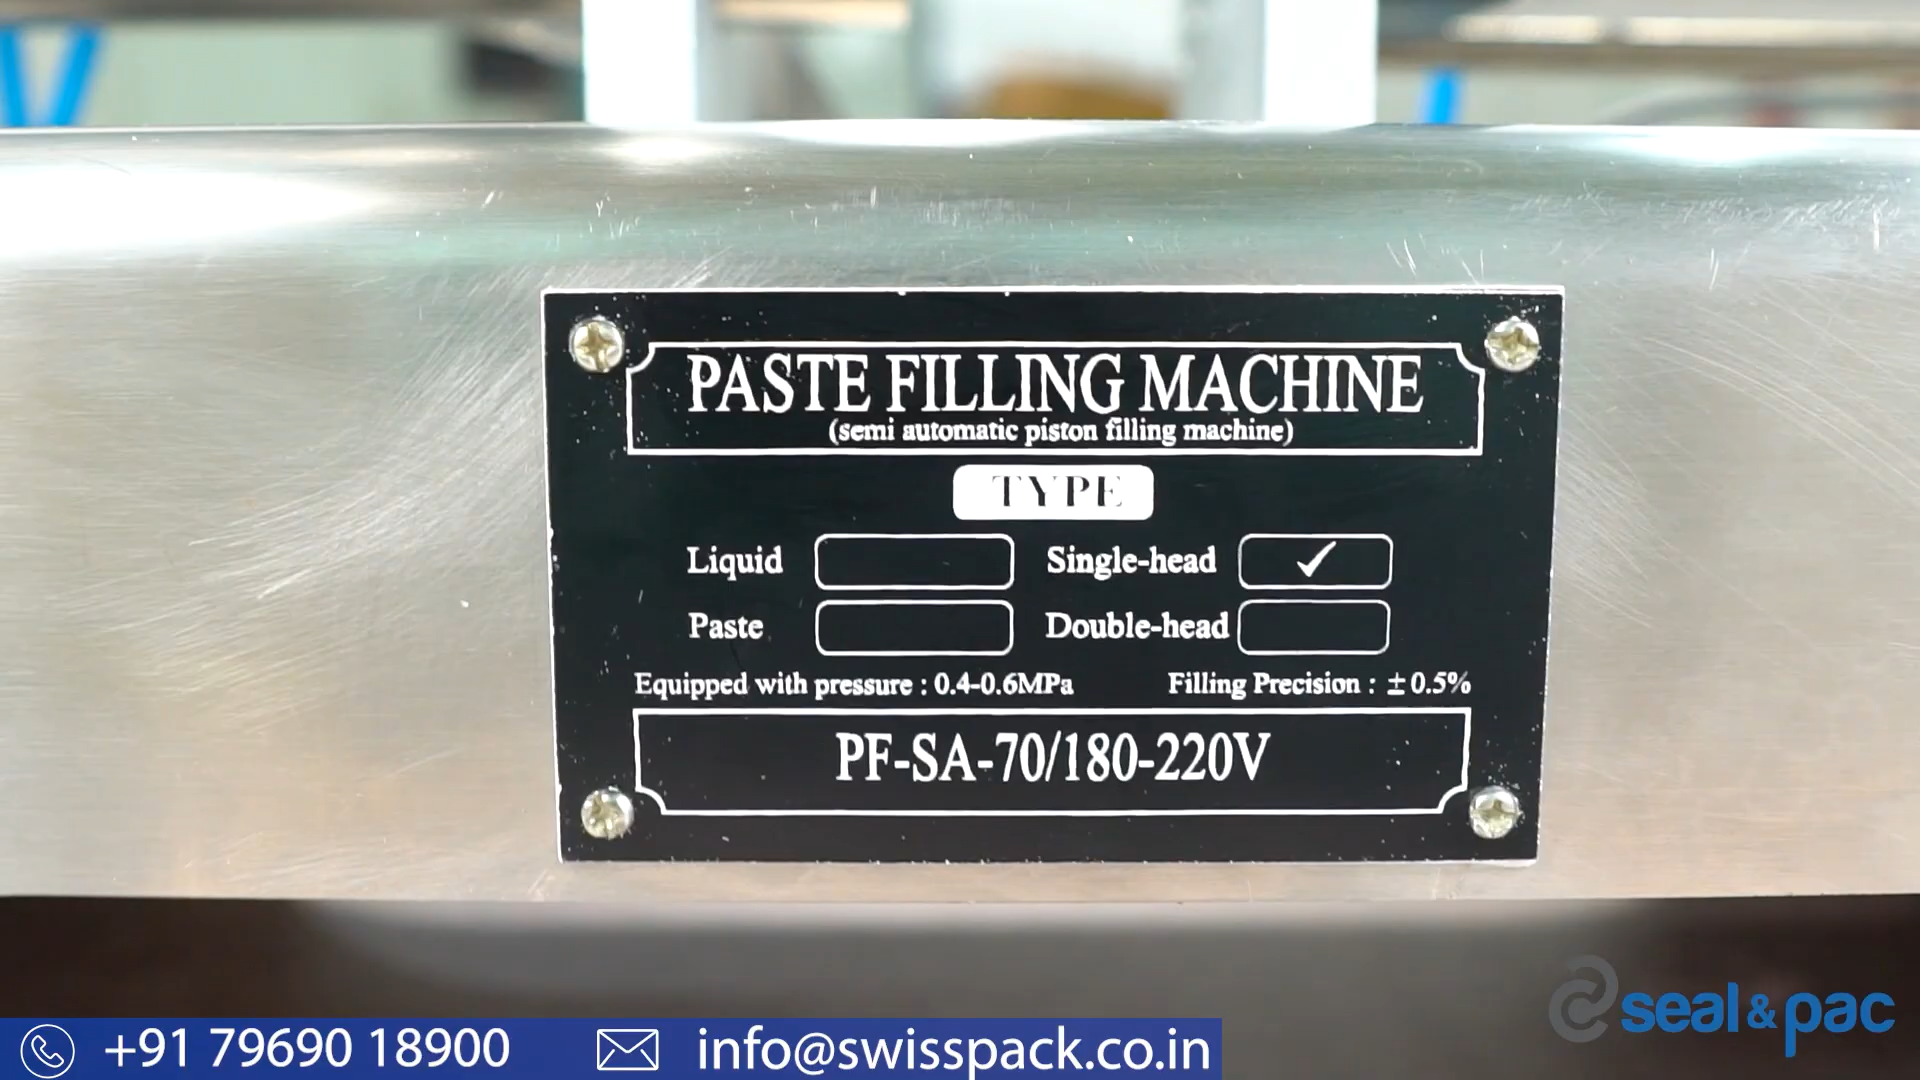 PASTE FILLING MACHINE
(semi automatic piston filling machine)
TYPE
Liquid Single-head ✓
Paste Double-head
Equipped with pressure : 0.4-0.6MPa Filling Precision : ±0.5%
PF-SA-70/180-220V
seal & pac
+91 79690 18900 info@swisspack.co.in